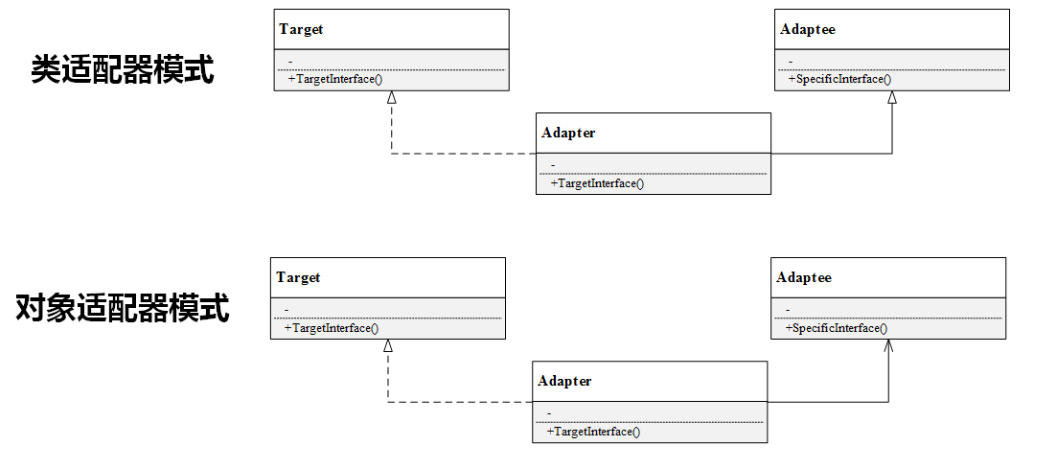 类适配器模式
Target
-
+TargetInterface()
Adaptee
-
+SpecificInterface()
Adapter
-
+TargetInterface()
对象适配器模式
Target
-
+TargetInterface()
Adaptee
-
+SpecificInterface()
Adapter
-
+TargetInterface()